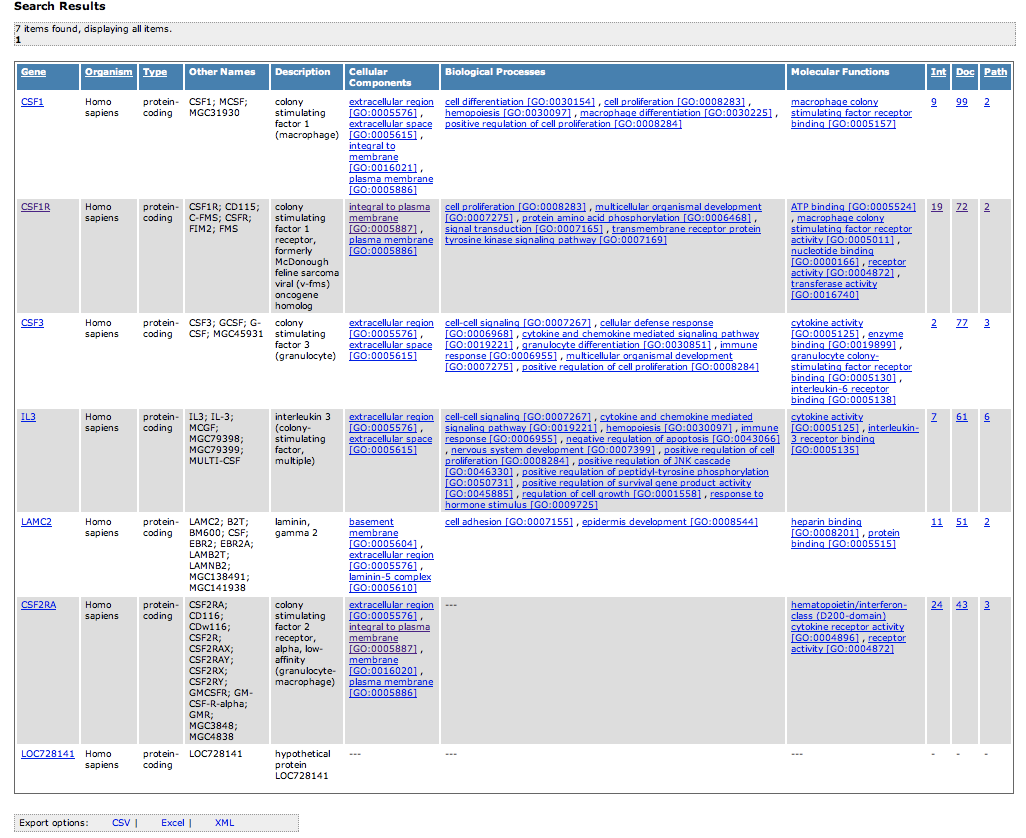 Search Results
7 items found, displaying all items.
1
Gene Organism Type Other Names Description Cellular Components Biological Processes Molecular Functions Int Doc Path
CSF1
Homo
sapiens
protein-
coding
CSF1; MCSF;
MGC31930
colony
stimulating
factor 1
(macrophage)
extracellular region
[GO:0005576] ,
extracellular space
[GO:0005615] ,
integral to
membrane
[GO:0016021] ,
plasma membrane
[GO:0005886]
cell differentiation [GO:0030154] , cell proliferation [GO:0008283] ,
hemopoiesis [GO:0030097] , macrophage differentiation [GO:0030225] ,
positive regulation of cell proliferation [GO:0008284]
macrophage colony
stimulating factor receptor
binding [GO:0005157]
9 99 2
CSF1R
Homo
sapiens
protein-
coding
CSF1R; CD115;
C-FMS; CSFR;
FIM2; FMS
colony
stimulating
factor 1
receptor,
formerly
McDonough
feline sarcoma
viral (v-fms)
oncogene
homolog
integral to plasma
membrane
[GO:0005887] ,
plasma membrane
[GO:0005886]
cell proliferation [GO:0008283] , multicellular organismal development
[GO:0007275] , protein amino acid phosphorylation [GO:0006468] ,
signal transduction [GO:0007165] , transmembrane receptor protein
tyrosine kinase signaling pathway [GO:0007169]
ATP binding [GO:0005524]
, macrophage colony
stimulating factor receptor
activity [GO:0005011] ,
nucleotide binding
[GO:0000166] , receptor
activity [GO:0004872] ,
transferase activity
[GO:0016740]
19 72 2
CSF3
Homo
sapiens
protein-
coding
CSF3; GCSF; G-
CSF; MGC45931
colony
stimulating
factor 3
(granulocyte)
extracellular region
[GO:0005576] ,
extracellular space
[GO:0005615]
cell-cell signaling [GO:0007267] , cellular defense response
[GO:0006968] , cytokine and chemokine mediated signaling pathway
[GO:0019221] , granulocyte differentiation [GO:0030851] , immune
response [GO:0006955] , multicellular organismal development
[GO:0007275] , positive regulation of cell proliferation [GO:0008284]
cytokine activity
[GO:0005125] , enzyme
binding [GO:0019899] ,
granulocyte colony-
stimulating factor receptor
binding [GO:0005130] ,
interleukin-6 receptor
binding [GO:0005138]
2 77 3
IL3
Homo
sapiens
protein-
coding
IL3; IL-3;
MCGF;
MGC79398;
MGC79399;
MULTI-CSF
interleukin 3
(colony-
stimulating
factor,
multiple)
extracellular region
[GO:0005576] ,
extracellular space
[GO:0005615]
cell-cell signaling [GO:0007267] , cytokine and chemokine mediated
signaling pathway [GO:0019221] , hemopoiesis [GO:0030097] , immune
response [GO:0006955] , negative regulation of apoptosis [GO:0043066]
, nervous system development [GO:0007399] , positive regulation of cell
proliferation [GO:0008284] , positive regulation of JNK cascade
[GO:0046330] , positive regulation of peptidyl-tyrosine phosphorylation
[GO:0050731] , positive regulation of survival gene product activity
[GO:0045885] , regulation of cell growth [GO:0001558] , response to
hormone stimulus [GO:0009725]
cytokine activity
[GO:0005125] , interleukin-
3 receptor binding
[GO:0005135]
7 61 6
LAMC2
Homo
sapiens
protein-
coding
LAMC2; B2T;
BM600; CSF;
EBR2; EBR2A;
LAMB2T;
LAMNB2;
MGC138491;
MGC141938
laminin,
gamma 2
basement
membrane
[GO:0005604] ,
extracellular region
[GO:0005576] ,
laminin-5 complex
[GO:0005610]
cell adhesion [GO:0007155] , epidermis development [GO:0008544]
heparin binding
[GO:0008201] , protein
binding [GO:0005515]
11 51 2
CSF2RA
Homo
sapiens
protein-
coding
CSF2RA;
CD116;
CDw116;
CSF2R;
CSF2RAX;
CSF2RAY;
CSF2RX;
CSF2RY;
GMCSFR; GM-
CSF-R-alpha;
GMR;
MGC3848;
MGC4838
colony
stimulating
factor 2
receptor,
alpha, low-
affinity
(granulocyte-
macrophage)
extracellular region
[GO:0005576] ,
integral to plasma
membrane
[GO:0005887] ,
membrane
[GO:0016020] ,
plasma membrane
[GO:0005886]
---
hematopoietin/interferon-
class (D200-domain)
cytokine receptor activity
[GO:0004896] , receptor
activity [GO:0004872]
24 43 3
LOC728141
Homo
sapiens
protein-
coding
LOC728141
hypothetical
protein
LOC728141
---
---
---
- - -
Export options: CSV | Excel | XML